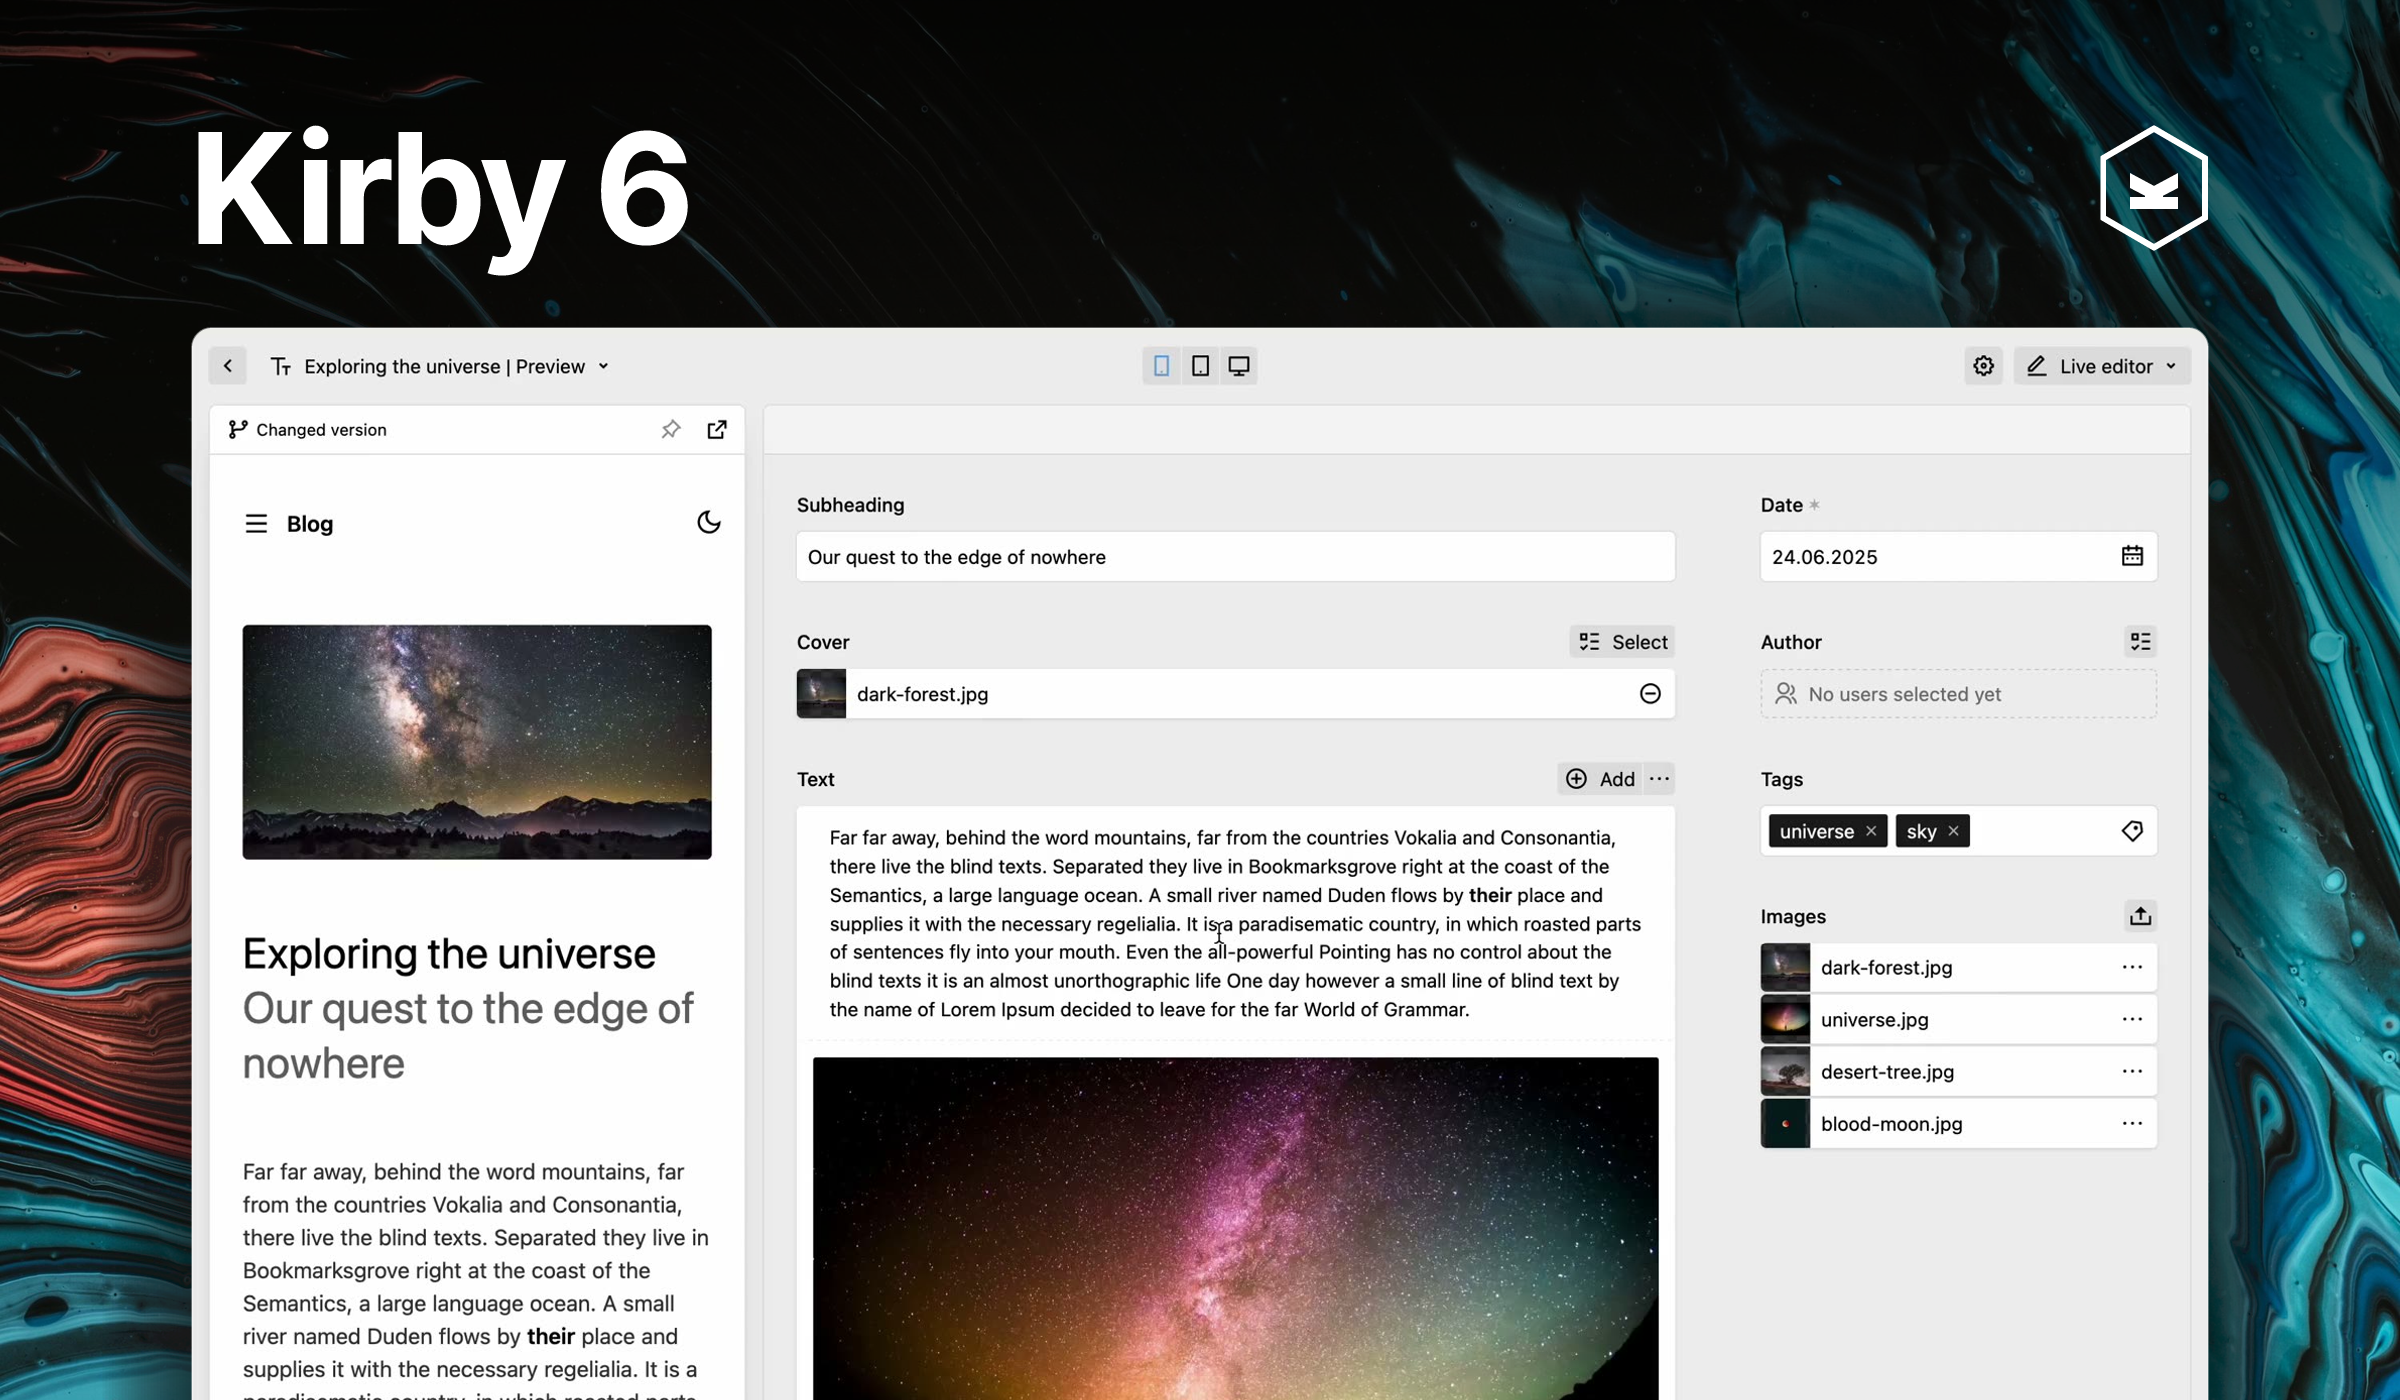 Kirby 6
Exploring the universe | Preview
Live editor
Changed version
Blog
Exploring the universe
Our quest to the edge of
nowhere
Far far away, behind the word mountains, far
from the countries Vokalia and Consonantia,
there live the blind texts. Separated they live in
Bookmarksgrove right at the coast of the
Semantics, a large language ocean. A small
river named Duden flows by their place and
supplies it with the necessary regelialia. It is a
paradisematic country, in which roasted parts
Subheading
Our quest to the edge of nowhere
Cover
Select
dark-forest.jpg
Text
Add
Far far away, behind the word mountains, far from the countries Vokalia and Consonantia,
there live the blind texts. Separated they live in Bookmarksgrove right at the coast of the
Semantics, a large language ocean. A small river named Duden flows by their place and
supplies it with the necessary regelialia. It is a paradisematic country, in which roasted parts
of sentences fly into your mouth. Even the all-powerful Pointing has no control about the
blind texts it is an almost unorthographic life One day however a small line of blind text by
the name of Lorem Ipsum decided to leave for the far World of Grammar.
Date *
24.06.2025
Author
No users selected yet
Tags
universe × sky ×
Images
dark-forest.jpg
universe.jpg
desert-tree.jpg
blood-moon.jpg